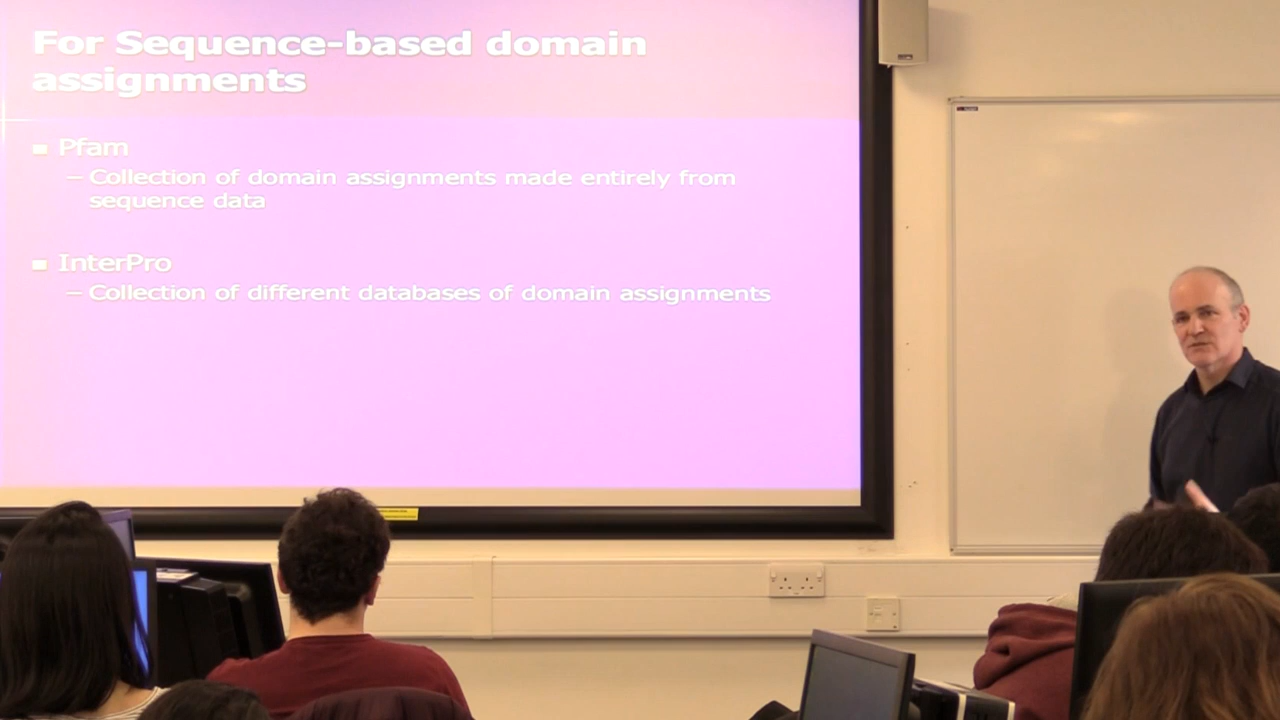 For Sequence-based domain
assignments
Pfam
– Collection of domain assignments made entirely from
sequence data
InterPro
– Collection of different databases of domain assignments